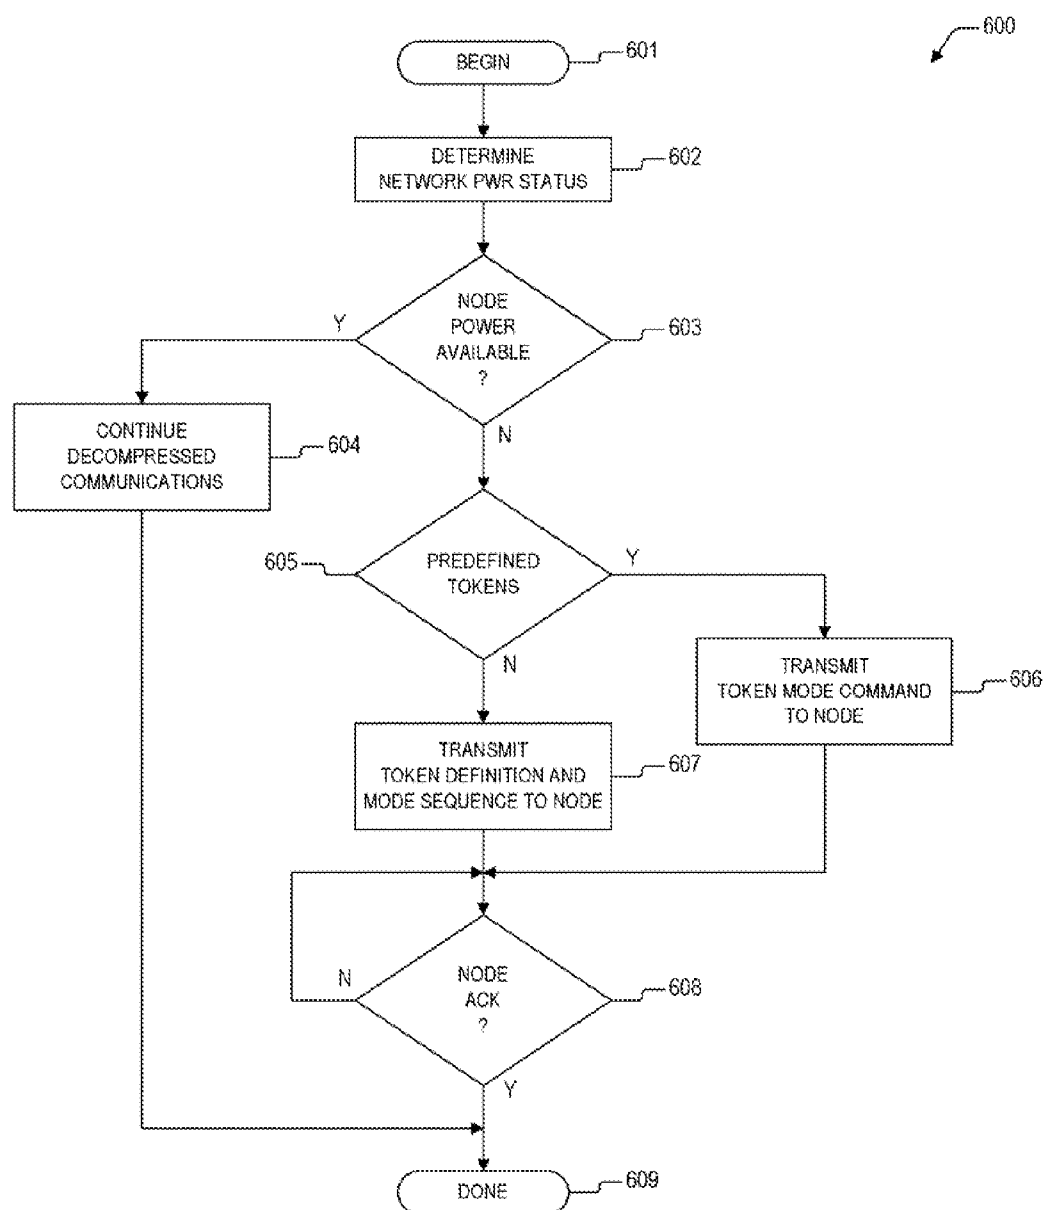 600
BEGIN
601
DETERMINE
NETWORK PWR STATUS
602
NODE
POWER
AVAILABLE
?
603
Y
N
CONTINUE
DECOMPRESSED
COMMUNICATIONS
604
605
PREDEFINED
TOKENS
Y
N
TRANSMIT
TOKEN MODE COMMAND
TO NODE
606
TRANSMIT
TOKEN DEFINITION AND
MODE SEQUENCE TO NODE
607
NODE
ACK
?
608
N
Y
DONE
609